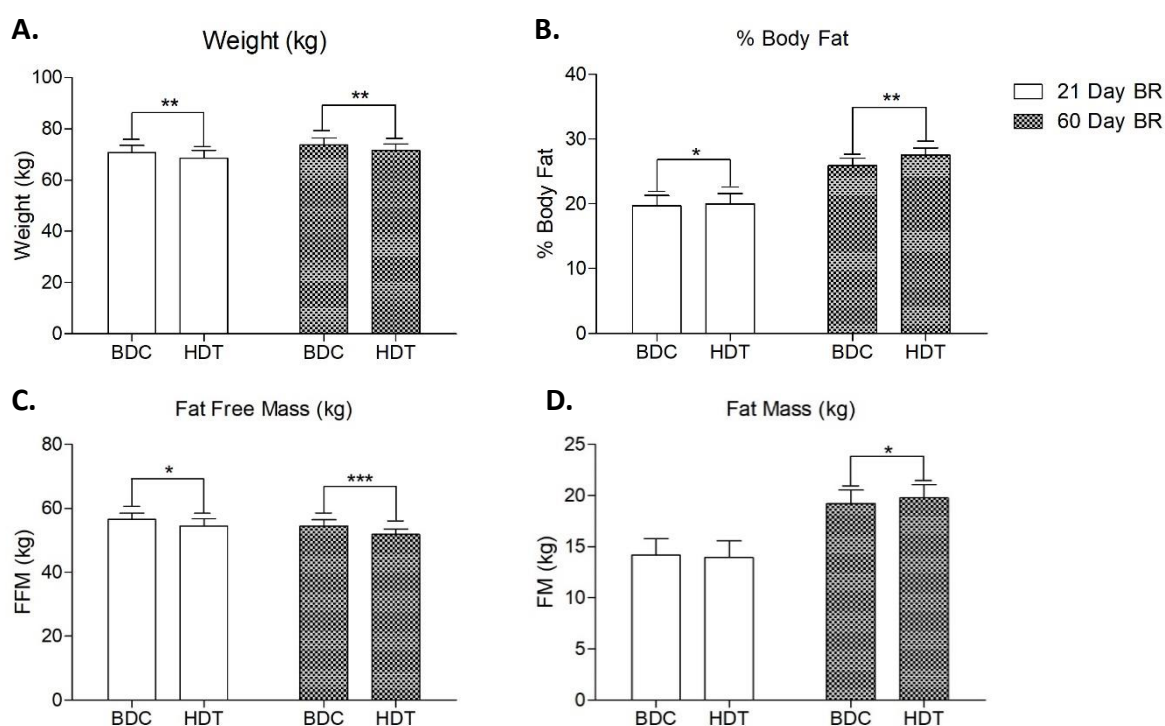 A.
Weight (kg)
Weight (kg)
100
80
60
40
20
0
**
**
BDC
HDT
BDC
HDT
B.
% Body Fat
% Body Fat
40
30
20
10
0
*
**
BDC
HDT
BDC
HDT
21 Day BR
60 Day BR
C.
Fat Free Mass (kg)
FFM (kg)
80
60
40
20
0
*
***
BDC
HDT
BDC
HDT
D.
Fat Mass (kg)
FM (kg)
25
20
15
10
5
0
*
BDC
HDT
BDC
HDT